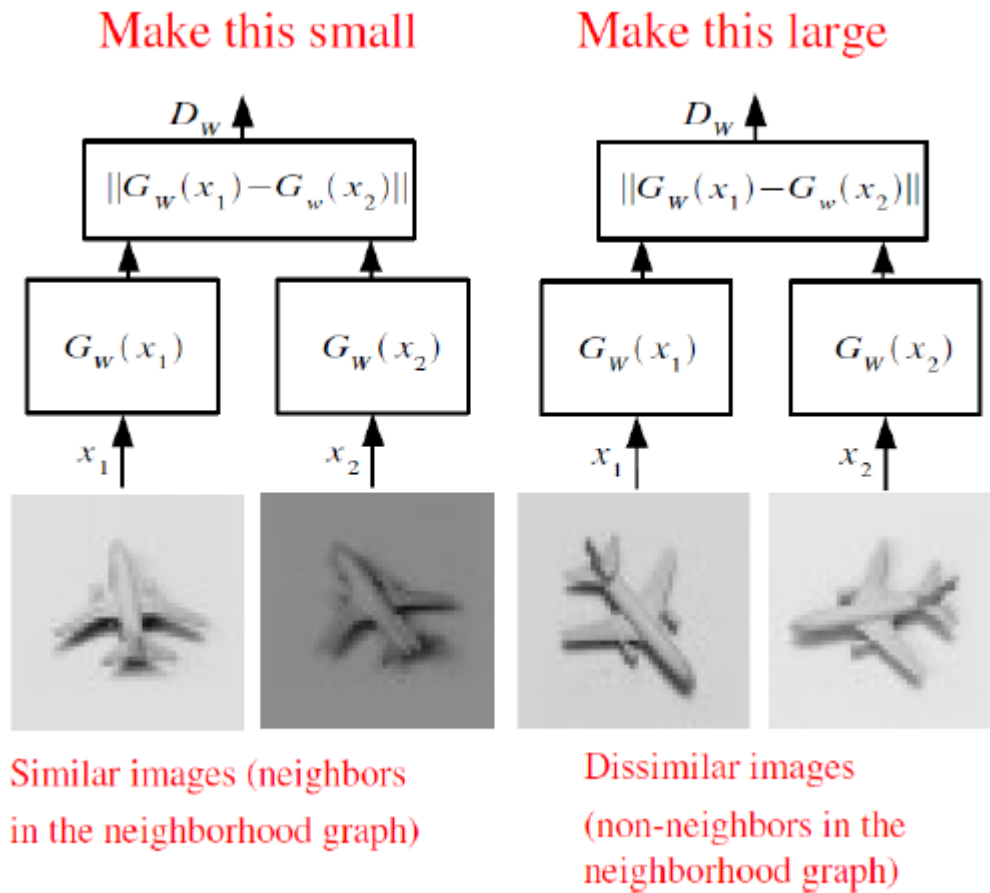 Make this small
D_W
||G_W(x_1)−G_w(x_2)||
G_W(x_1)
G_W(x_2)
x_1
x_2
Similar images (neighbors
in the neighborhood graph)
Make this large
D_W
||G_W(x_1)−G_w(x_2)||
G_W(x_1)
G_W(x_2)
x_1
x_2
Dissimilar images
(non-neighbors in the
neighborhood graph)